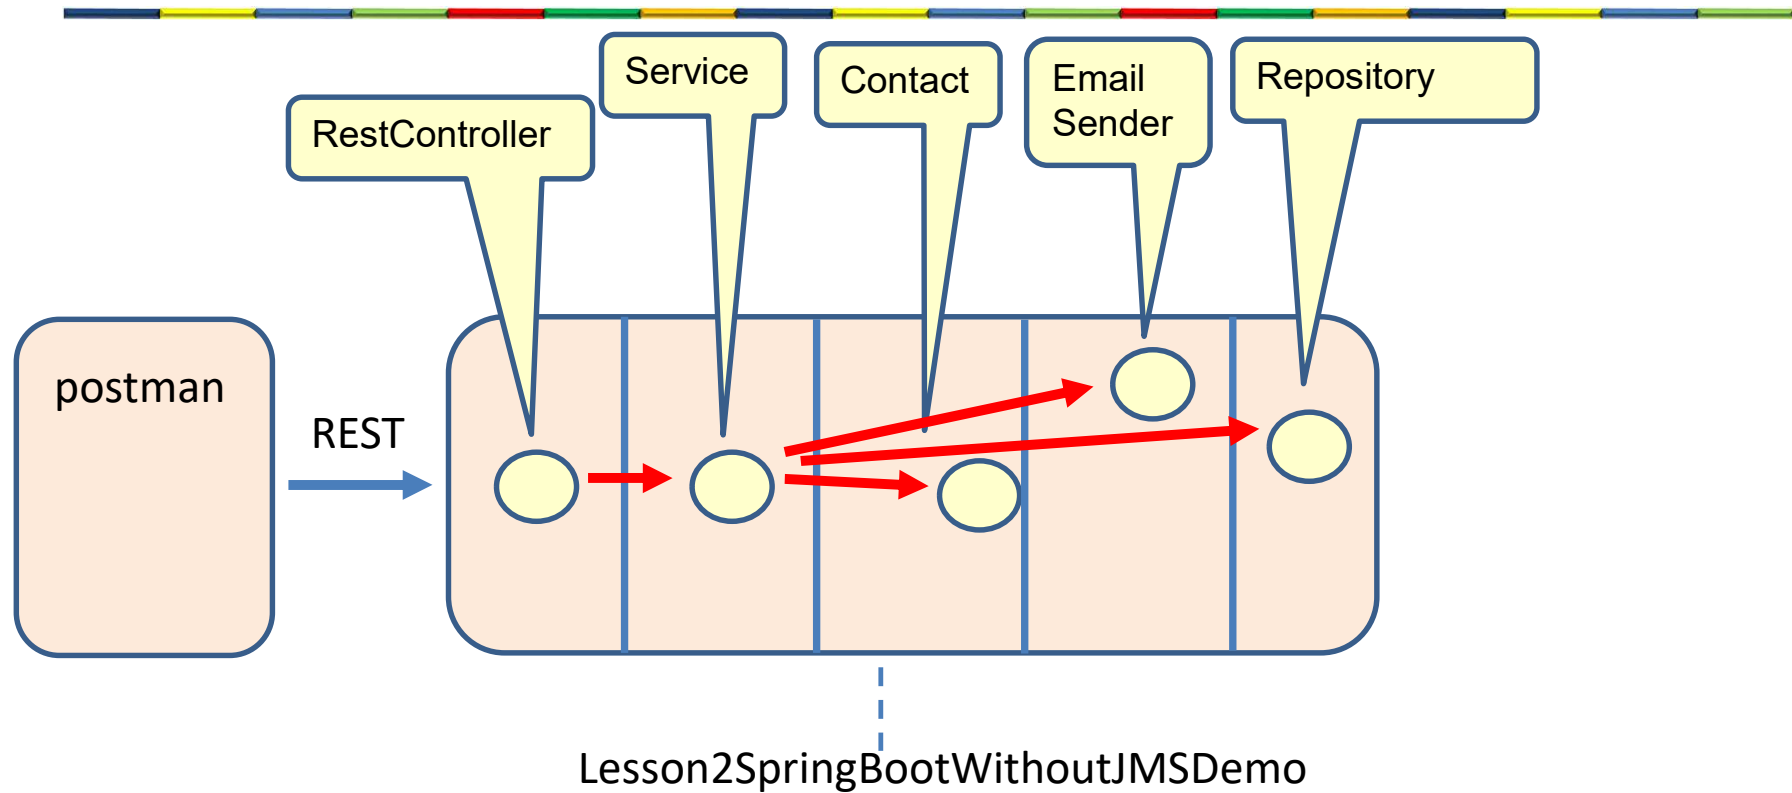 RestController
Service
Contact
Email
Sender
Repository
postman
REST
Lesson2SpringBootWithoutJMSDemo